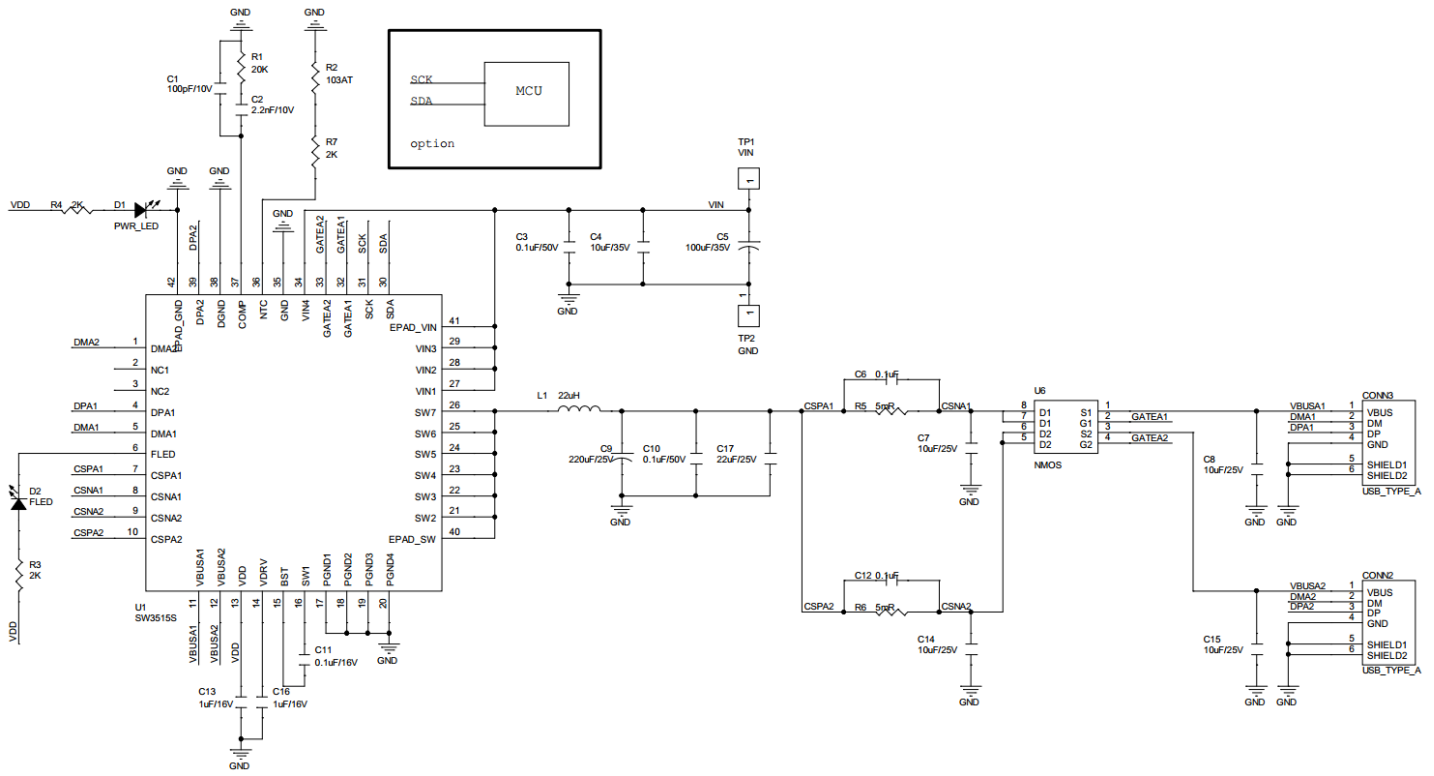 GND
GND
R1
20K
C1
100pF/10V
C2
2.2nF/10V
R2
103AT
R7
2K
SCK
SDA
MCU
option
TP1
VIN
1
GND
GND
VDD
R4
2K
D1
PWR_LED
DPA2
GND
GATEA2
GATEA1
SCK
SDA
VIN
C3
0.1uF/50V
C4
10uF/35V
C5
100uF/35V
GND
1
1
TP2
GND
42
39
38
37
36
35
34
33
32
31
30
EPAD_GND
DPA2
DGND
COMP
NTC
GND
VIN4
GATEA2
GATEA1
SCK
SDA
DMA2
1
DMA2
2
NC1
3
NC2
DPA1
4
DPA1
DMA1
5
DMA1
6
FLED
CSPA1
7
CSPA1
CSNA1
8
CSNA1
CSNA2
9
CSNA2
CSPA2
10
CSPA2
EPAD_VIN
41
VIN3
29
VIN2
28
VIN1
27
SW7
26
SW6
25
SW5
24
SW4
23
SW3
22
SW2
21
EPAD_SW
40
D2
FLED
R3
2K
VDD
VBUSA1
VBUSA2
VDD
VDRV
BST
SW1
PGND1
PGND2
PGND3
PGND4
11
12
13
14
15
16
17
18
19
20
U1
SW3515S
VBUSA1
VBUSA2
VDD
C11
0.1uF/16V
GND
C13
1uF/16V
C16
1uF/16V
GND
L1
22uH
C9
220uF/25V
C10
0.1uF/50V
C17
22uF/25V
GND
C6
0.1uF
CSPA1
R5
5mR
CSNA1
C7
10uF/25V
GND
C12
0.1uF
CSPA2
R6
5mR
CSNA2
C14
10uF/25V
GND
U6
8
7
6
5
D1
D1
D2
D2
S1
G1
S2
G2
1
2
3
4
GATEA1
GATEA2
NMOS
C8
10uF/25V
GND
GND
CONN3
VBUSA1
1
VBUS
DMA1
2
DM
DPA1
3
DP
4
GND
5
SHIELD1
6
SHIELD2
USB_TYPE_A
C15
10uF/25V
GND
GND
CONN2
VBUSA2
1
VBUS
DMA2
2
DM
DPA2
3
DP
4
GND
5
SHIELD1
6
SHIELD2
USB_TYPE_A